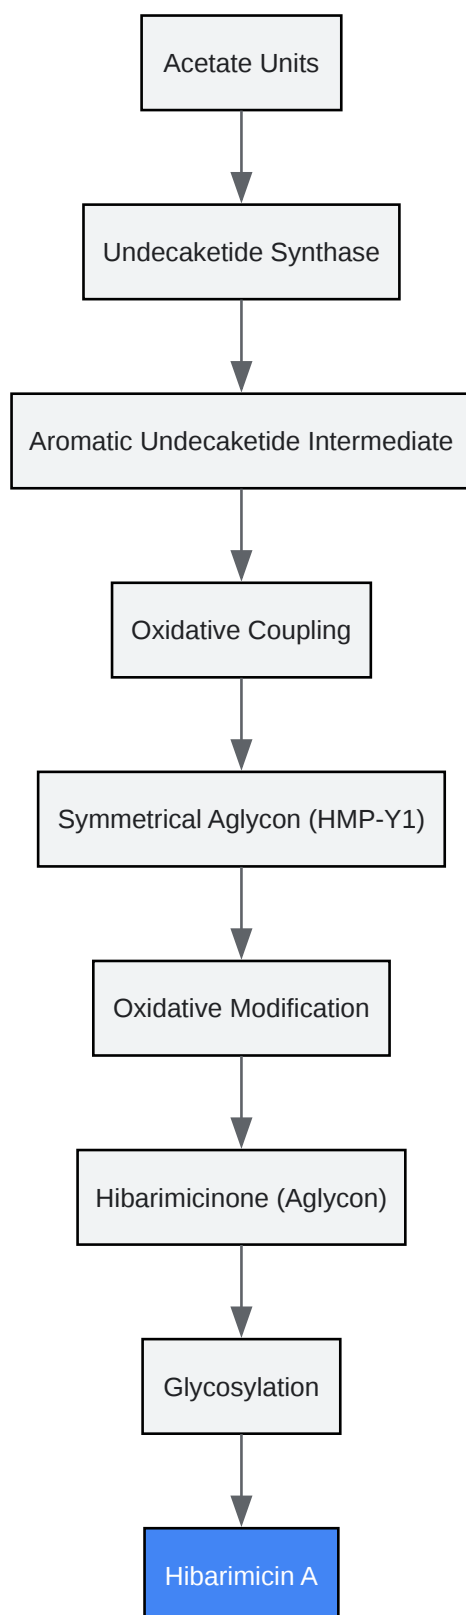 Acetate Units
Undecaketide Synthase
Aromatic Undecaketide Intermediate
Oxidative Coupling
Symmetrical Aglycon (HMP-Y1)
Oxidative Modification
Hibarimicinone (Aglycon)
Glycosylation
Hibarimicin A